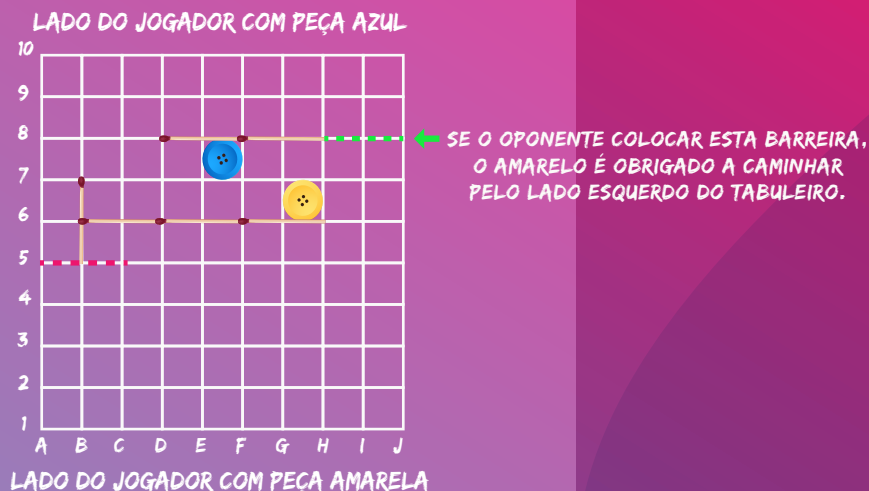 LADO DO JOGADOR COM PEÇA AZUL
10
9
8
SE O OPONENTE COLOCAR ESTA BARREIRA,
O AMARELO É OBRIGADO A CAMINHAR
PELO LADO ESQUERDO DO TABULEIRO.
7
6
5
4
3
2
1
A B C D E F G H I J
LADO DO JOGADOR COM PEÇA AMARELA